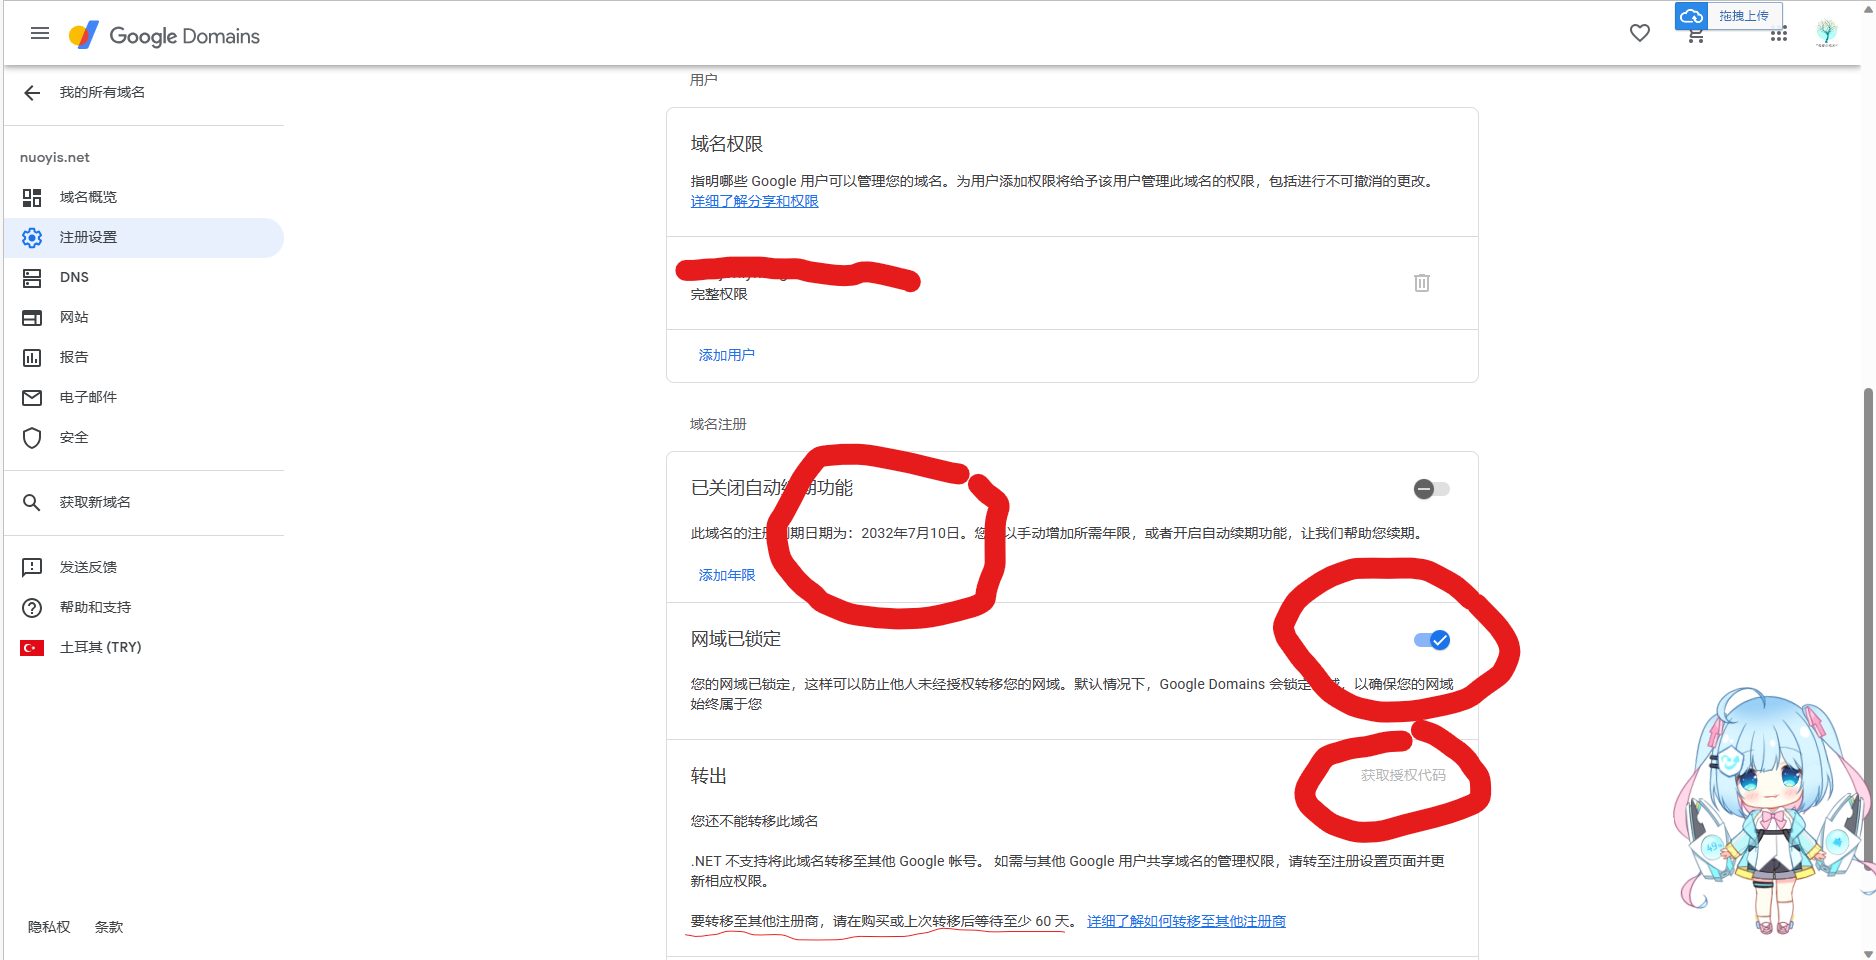 Google Domains
拖拽上传
我的所有域名
nuoyis.net
域名概览
注册设置
DNS
网站
报告
电子邮件
安全
获取新域名
发送反馈
帮助和支持
土耳其 (TRY)
隐私权 条款
用户
域名权限
指明哪些 Google 用户可以管理您的域名。为用户添加权限将给予该用户管理此域名的权限，包括进行不可撤消的更改。
详细了解分享和权限
完整权限
添加用户
域名注册
已关闭自动续期功能
此域名的注册到期日期为：2032年7月10日。您可以手动增加所需年限，或者开启自动续期功能，让我们帮助您续期。
添加年限
网域已锁定
您的网域已锁定，这样可以防止他人未经授权转移您的网域。默认情况下，Google Domains 会锁定网域，以确保您的网域
始终属于您
转出
获取授权代码
您还不能转移此域名
.NET 不支持将此域名转移至其他 Google 帐号。 如需与其他 Google 用户共享域名的管理权限，请转至注册设置页面并更
新相应权限。
要转移至其他注册商，请在购买或上次转移后等待至少 60 天。 详细了解如何转移至其他注册商